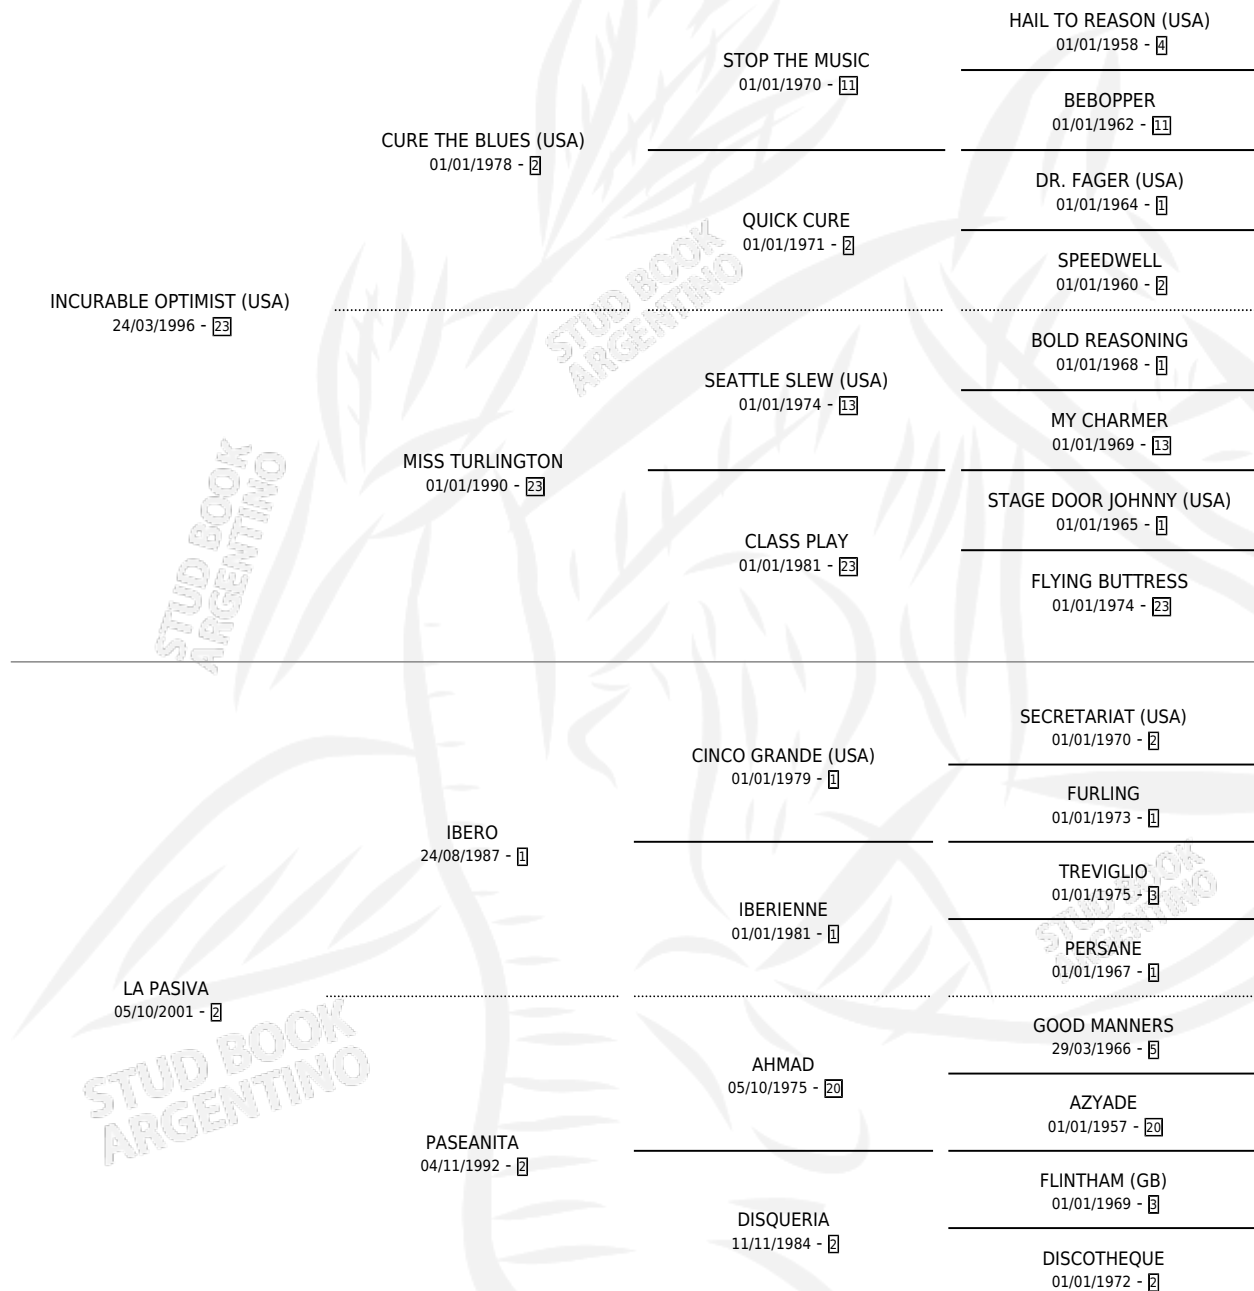 HAIL TO REASON (USA)
01/01/1958 - 4
STOP THE MUSIC
01/01/1970 - 11
BEBOPPER
01/01/1962 - 11
CURE THE BLUES (USA)
01/01/1978 - 2
DR. FAGER (USA)
01/01/1964 - 1
QUICK CURE
01/01/1971 - 2
SPEEDWELL
01/01/1960 - 2
INCURABLE OPTIMIST (USA)
24/03/1996 - 23
BOLD REASONING
01/01/1968 - 1
SEATTLE SLEW (USA)
01/01/1974 - 13
MY CHARMER
01/01/1969 - 13
MISS TURLINGTON
01/01/1990 - 23
STAGE DOOR JOHNNY (USA)
01/01/1965 - 1
CLASS PLAY
01/01/1981 - 23
FLYING BUTTRESS
01/01/1974 - 23
SECRETARIAT (USA)
01/01/1970 - 2
CINCO GRANDE (USA)
01/01/1979 - 1
FURLING
01/01/1973 - 1
IBERO
24/08/1987 - 1
TREVIGLIO
01/01/1975 - 3
IBERIENNE
01/01/1981 - 1
PERSANE
01/01/1967 - 1
LA PASIVA
05/10/2001 - 2
GOOD MANNERS
29/03/1966 - 5
AHMAD
05/10/1975 - 20
AZYADE
01/01/1957 - 20
PASEANITA
04/11/1992 - 2
FLINTHAM (GB)
01/01/1969 - 3
DISQUERIA
11/11/1984 - 2
DISCOTHEQUE
01/01/1972 - 2
STUD BOOK
ARGENTINO
STUD BOOK
ARGENTINO
STUD BOOK
ARGENTINO
STUD BOOK
ARGENTINO